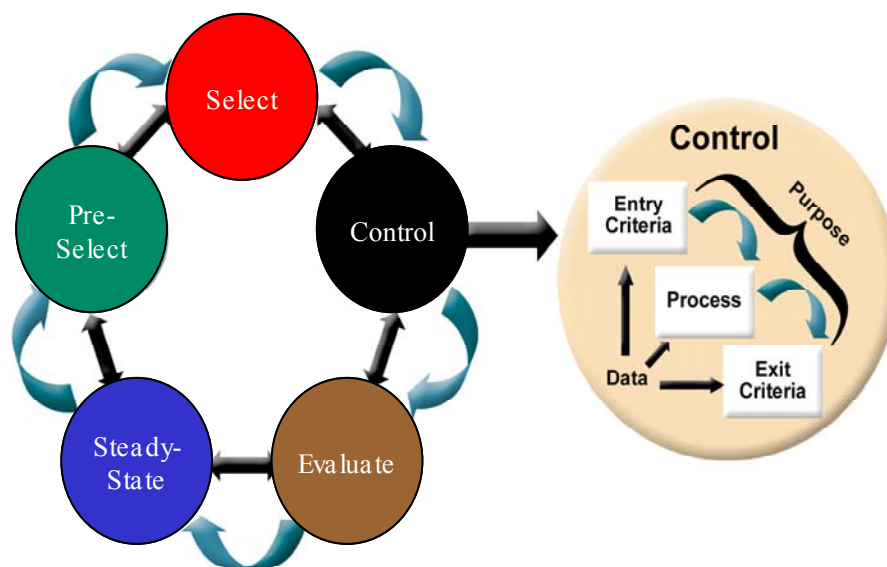 Select
Pre-
Select
Control
Steady-
State
Evaluate
Control
Entry
Criteria
Purpose
Process
Data
Exit
Criteria